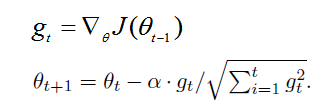 g_t = ∇_θ J(θ_{t-1})
θ_{t+1} = θ_t − α · g_t / √(∑_{i=1}^{t} g_t^2).